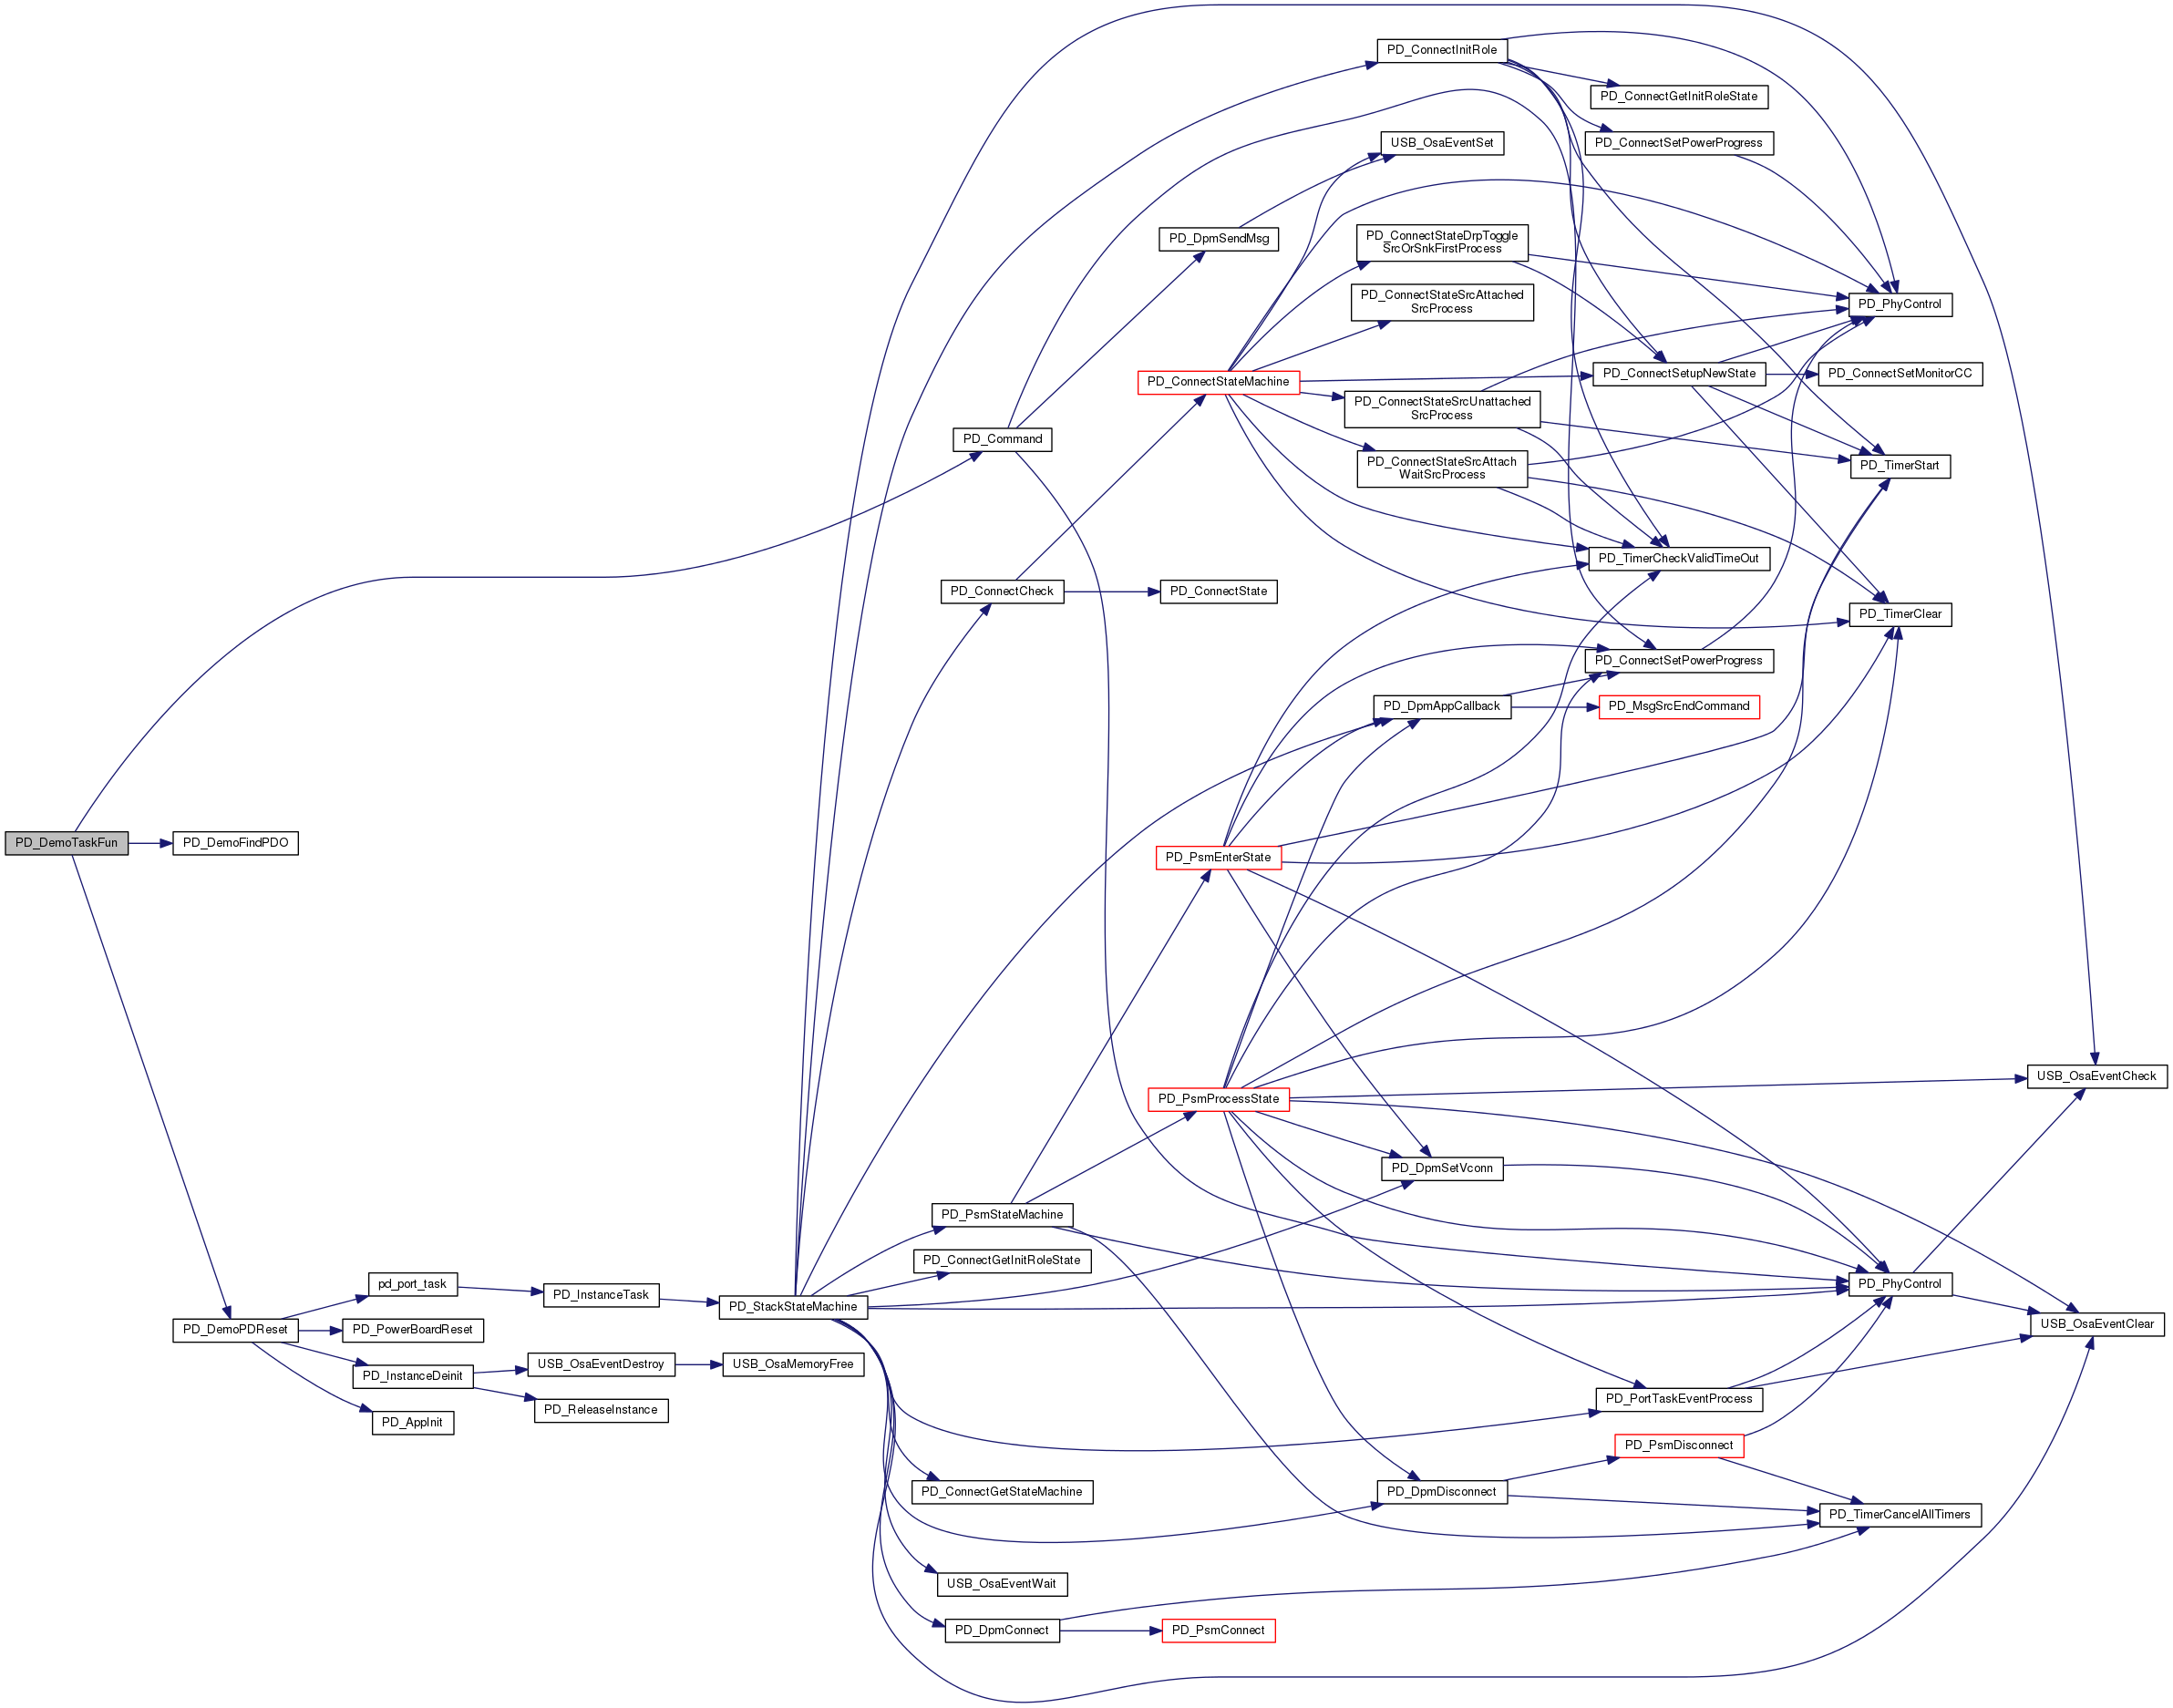 PD_ConnectInitRole
PD_ConnectGetInitRoleState
USB_OsaEventSet
PD_ConnectSetPowerProgress
PD_DpmSendMsg
PD_ConnectStateDrpToggle
SrcOrSnkFirstProcess
PD_ConnectStateSrcAttached
SrcProcess
PD_PhyControl
PD_ConnectStateMachine
PD_ConnectSetupNewState
PD_ConnectSetMonitorCC
PD_ConnectStateSrcUnattached
SrcProcess
PD_Command
PD_ConnectStateSrcAttach
WaitSrcProcess
PD_TimerStart
PD_TimerCheckValidTimeOut
PD_ConnectCheck
PD_ConnectState
PD_TimerClear
PD_ConnectSetPowerProgress
PD_DpmAppCallback
PD_MsgSrcEndCommand
PD_DemoTaskFun
PD_DemoFindPDO
PD_PsmEnterState
USB_OsaEventCheck
PD_PsmProcessState
PD_DpmSetVconn
PD_PsmStateMachine
PD_ConnectGetInitRoleState
pd_port_task
PD_InstanceTask
PD_StackStateMachine
PD_PhyControl
USB_OsaEventClear
PD_DemoPDReset
PD_PowerBoardReset
PD_InstanceDeinit
USB_OsaEventDestroy
USB_OsaMemoryFree
PD_ReleaseInstance
PD_AppInit
PD_PortTaskEventProcess
PD_PsmDisconnect
PD_ConnectGetStateMachine
PD_DpmDisconnect
PD_TimerCancelAllTimers
USB_OsaEventWait
PD_DpmConnect
PD_PsmConnect